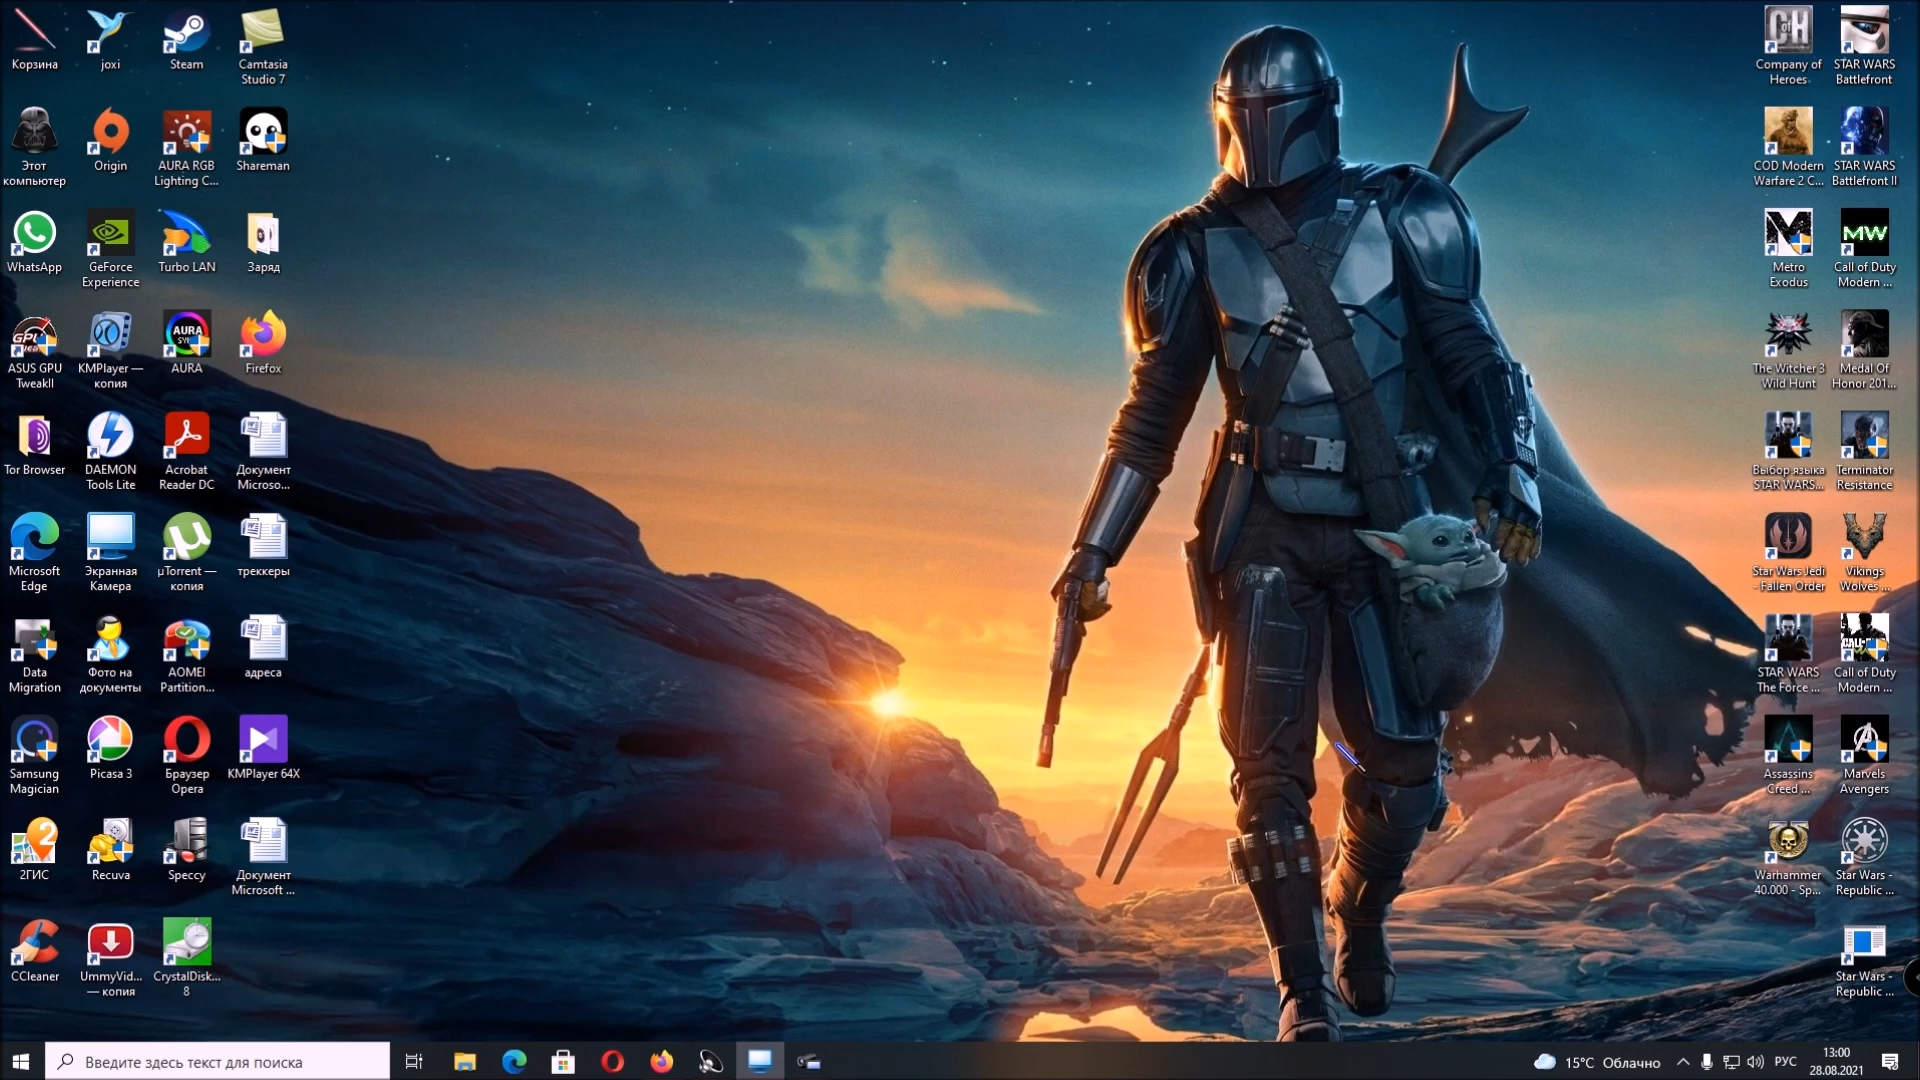 Корзина
joxi
Steam
Camtasia
Studio 7
Company of
Heroes
STAR WARS
Battlefront
Этот
компьютер
Origin
AURA RGB
Lighting C...
Shareman
COD Modern
Warfare 2 C...
STAR WARS
Battlefront II
WhatsApp
GeForce
Experience
Turbo LAN
Заряд
Metro
Exodus
MW
Call of Duty
Modern ...
ASUS GPU
TweakII
KMPlayer —
копия
AURA
AURA
Firefox
The Witcher 3
Wild Hunt
Medal Of
Honor 201...
Tor Browser
DAEMON
Tools Lite
Acrobat
Reader DC
Документ
Microso...
Выбор языка
STAR WARS...
Terminator
Resistance
Microsoft
Edge
Экранная
Камера
µTorrent —
копия
треккеры
Star Wars Jedi
- Fallen Order
Vikings
Wolves ...
Data
Migration
Фото на
документы
AOMEI
Partition...
адреса
STAR WARS
The Force ...
Call of Duty
Modern ...
Samsung
Magician
Picasa 3
Браузер
Opera
KMPlayer 64X
Assassins
Creed ...
Marvels
Avengers
2ГИС
Recuva
Speccy
Документ
Microsoft ...
Warhammer
40.000 - Sp...
Star Wars -
Republic ...
CCleaner
UmmyVid...
— копия
CrystalDisk...
8
Star Wars -
Republic ...
Введите здесь текст для поиска
15°C Облачно
РУС
13:00
28.08.2021